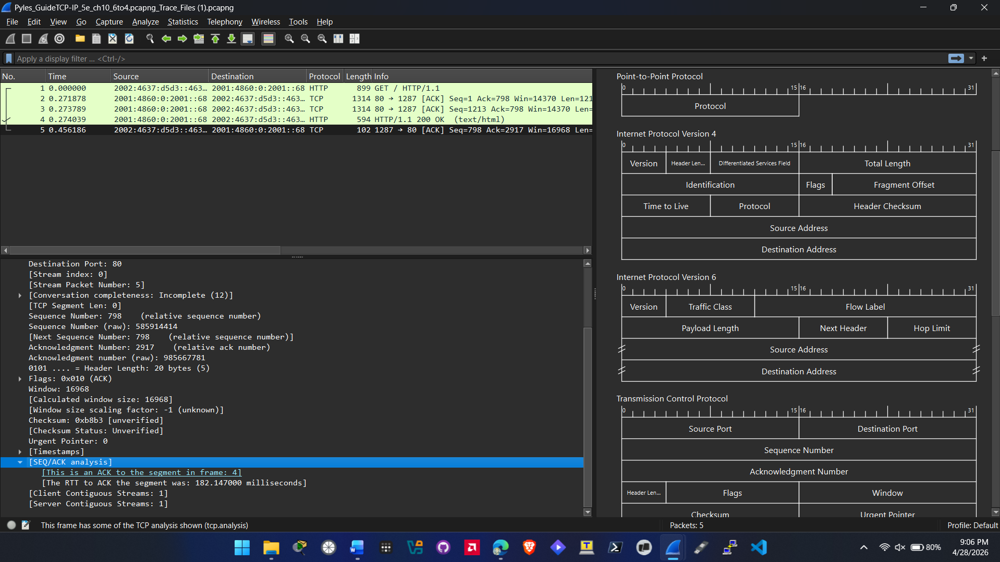 Pyles_GuideTCP-IP_5e_ch10_6to4.pcapng_Trace_Files (1).pcapng
File Edit View Go Capture Analyze Statistics Telephony Wireless Tools Help
Apply a display filter ... <Ctrl-/>
No. Time Source Destination Protocol Length Info
1 0.000000 2002:4637:d5d3::463… 2001:4860:0:2001::68 HTTP 899 GET / HTTP/1.1
2 0.271878 2001:4860:0:2001::68 2002:4637:d5d3::463… TCP 1314 80 → 1287 [ACK] Seq=1 Ack=798 Win=14370 Len=121
3 0.273789 2001:4860:0:2001::68 2002:4637:d5d3::463… TCP 1314 80 → 1287 [ACK] Seq=1213 Ack=798 Win=14370 Len=
4 0.274039 2001:4860:0:2001::68 2002:4637:d5d3::463… HTTP 594 HTTP/1.1 200 OK  (text/html)
5 0.456186 2002:4637:d5d3::463… 2001:4860:0:2001::68 TCP 102 1287 → 80 [ACK] Seq=798 Ack=2917 Win=16968 Len=
Destination Port: 80
[Stream index: 0]
[Stream Packet Number: 5]
[Conversation completeness: Incomplete (12)]
[TCP Segment Len: 0]
Sequence Number: 798    (relative sequence number)
Sequence Number (raw): 585914414
[Next Sequence Number: 798    (relative sequence number)]
Acknowledgment Number: 2917    (relative ack number)
Acknowledgment number (raw): 985667781
0101 .... = Header Length: 20 bytes (5)
Flags: 0x010 (ACK)
Window: 16968
[Calculated window size: 16968]
[Window size scaling factor: -1 (unknown)]
Checksum: 0xb8b3 [unverified]
[Checksum Status: Unverified]
Urgent Pointer: 0
[Timestamps]
[SEQ/ACK analysis]
[This is an ACK to the segment in frame: 4]
[The RTT to ACK the segment was: 182.147000 milliseconds]
[Client Contiguous Streams: 1]
[Server Contiguous Streams: 1]
Point-to-Point Protocol
0 15 16 31
Protocol
Internet Protocol Version 4
0 15 16 31
Version Header Len... Differentiated Services Field Total Length
Identification Flags Fragment Offset
Time to Live Protocol Header Checksum
Source Address
Destination Address
Internet Protocol Version 6
0 15 16 31
Version Traffic Class Flow Label
Payload Length Next Header Hop Limit
Source Address
Destination Address
Transmission Control Protocol
0 15 16 31
Source Port Destination Port
Sequence Number
Acknowledgment Number
Header Len... Flags Window
Checksum Urgent Pointer
This frame has some of the TCP analysis shown (tcp.analysis) Packets: 5 Profile: Default
80% 9:06 PM
4/28/2026